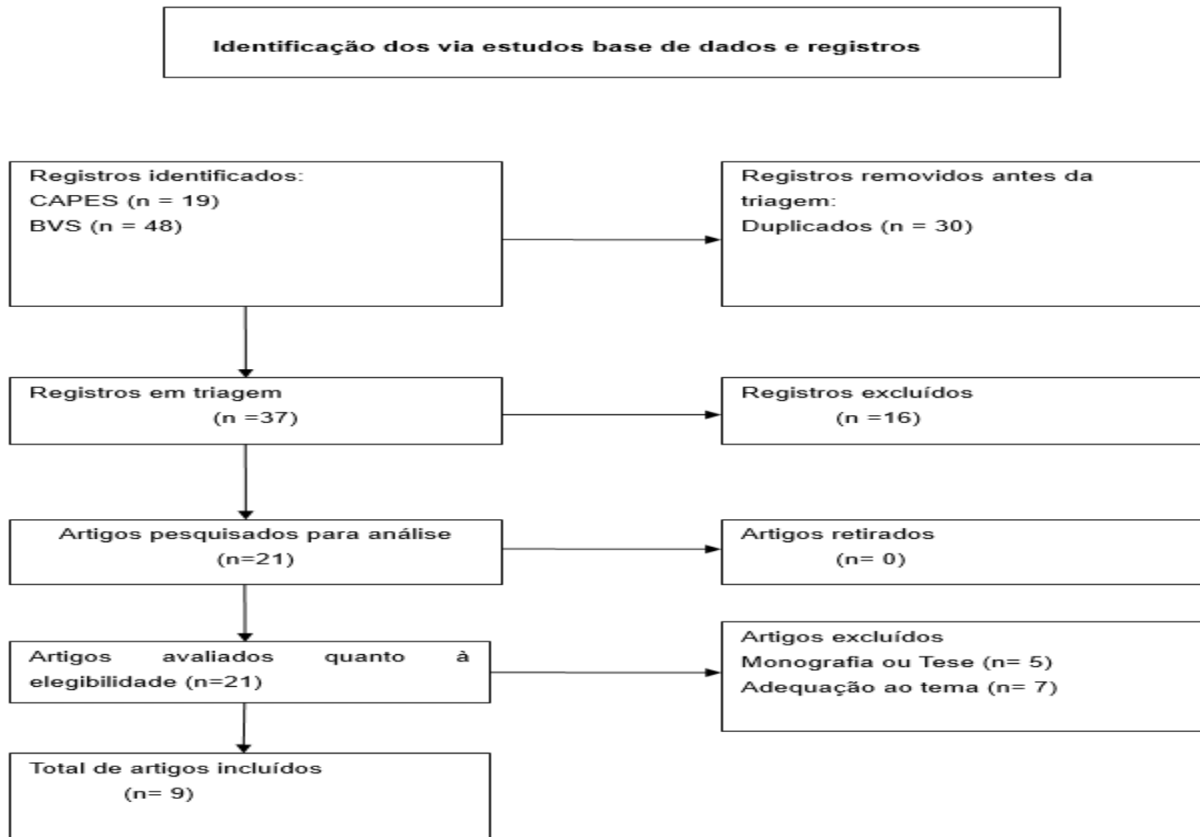 Identificação dos via estudos base de dados e registros
Registros identificados:
CAPES (n = 19)
BVS (n = 48)
Registros removidos antes da
triagem:
Duplicados (n = 30)
Registros em triagem
(n =37)
Registros excluídos
(n =16)
Artigos pesquisados para análise
(n=21)
Artigos retirados
(n= 0)
Artigos avaliados quanto à
elegibilidade (n=21)
Artigos excluídos
Monografia ou Tese (n= 5)
Adequação ao tema (n= 7)
Total de artigos incluídos
(n= 9)